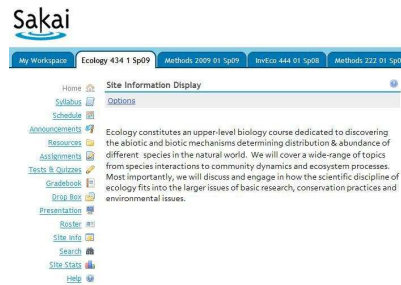 Sakai
My Workspace Ecology 434 1 Sp09 Methods 2009 01 Sp09 InvEco 444 01 Sp08 Methods 222 01 Sp0
Home
Site Information Display
Syllabus
Options
Schedule
Announcements
Resources
Assignments
Tests & Quizzes
Gradebook
Drop Box
Presentation
Roster
Site Info
Search
Site Stats
Help
Ecology constitutes an upper-level biology course dedicated to discovering
the abiotic and biotic mechanisms determining distribution & abundance of
different species in the natural world. We will cover a wide-range of topics
from species interactions to community dynamics and ecosystem processes.
Most importantly, we will discuss and engage in how the scientific discipline of
ecology fits into the larger issues of basic research, conservation practices and
environmental issues.